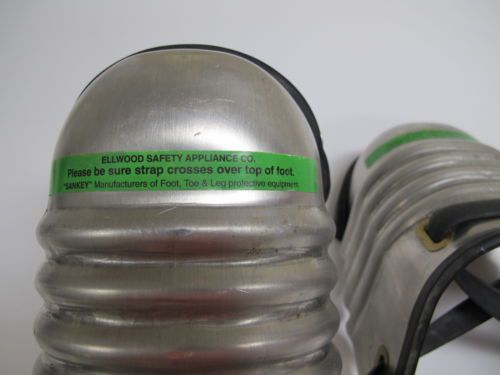 ELLWOOD SAFETY APPLIANCE CO.
Please be sure strap crosses over top of foot.
"SANKEY" Manufacturers of Foot, Toe & Leg protective equipment.